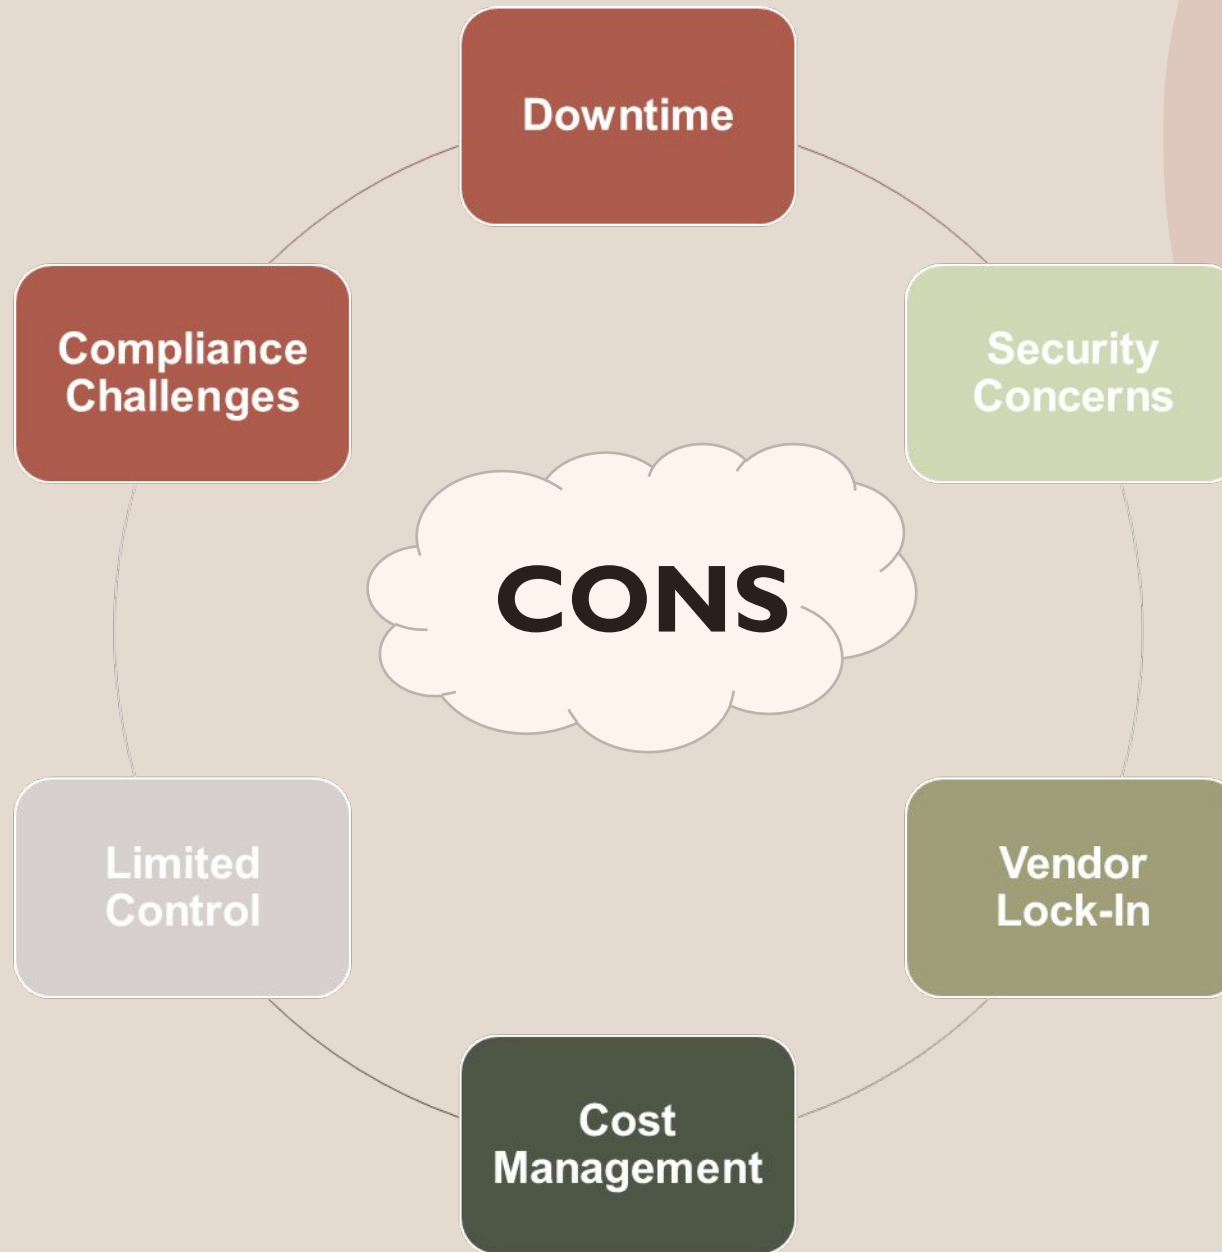 Downtime
Compliance
Challenges
Security
Concerns
CONS
Limited
Control
Vendor
Lock-In
Cost
Management